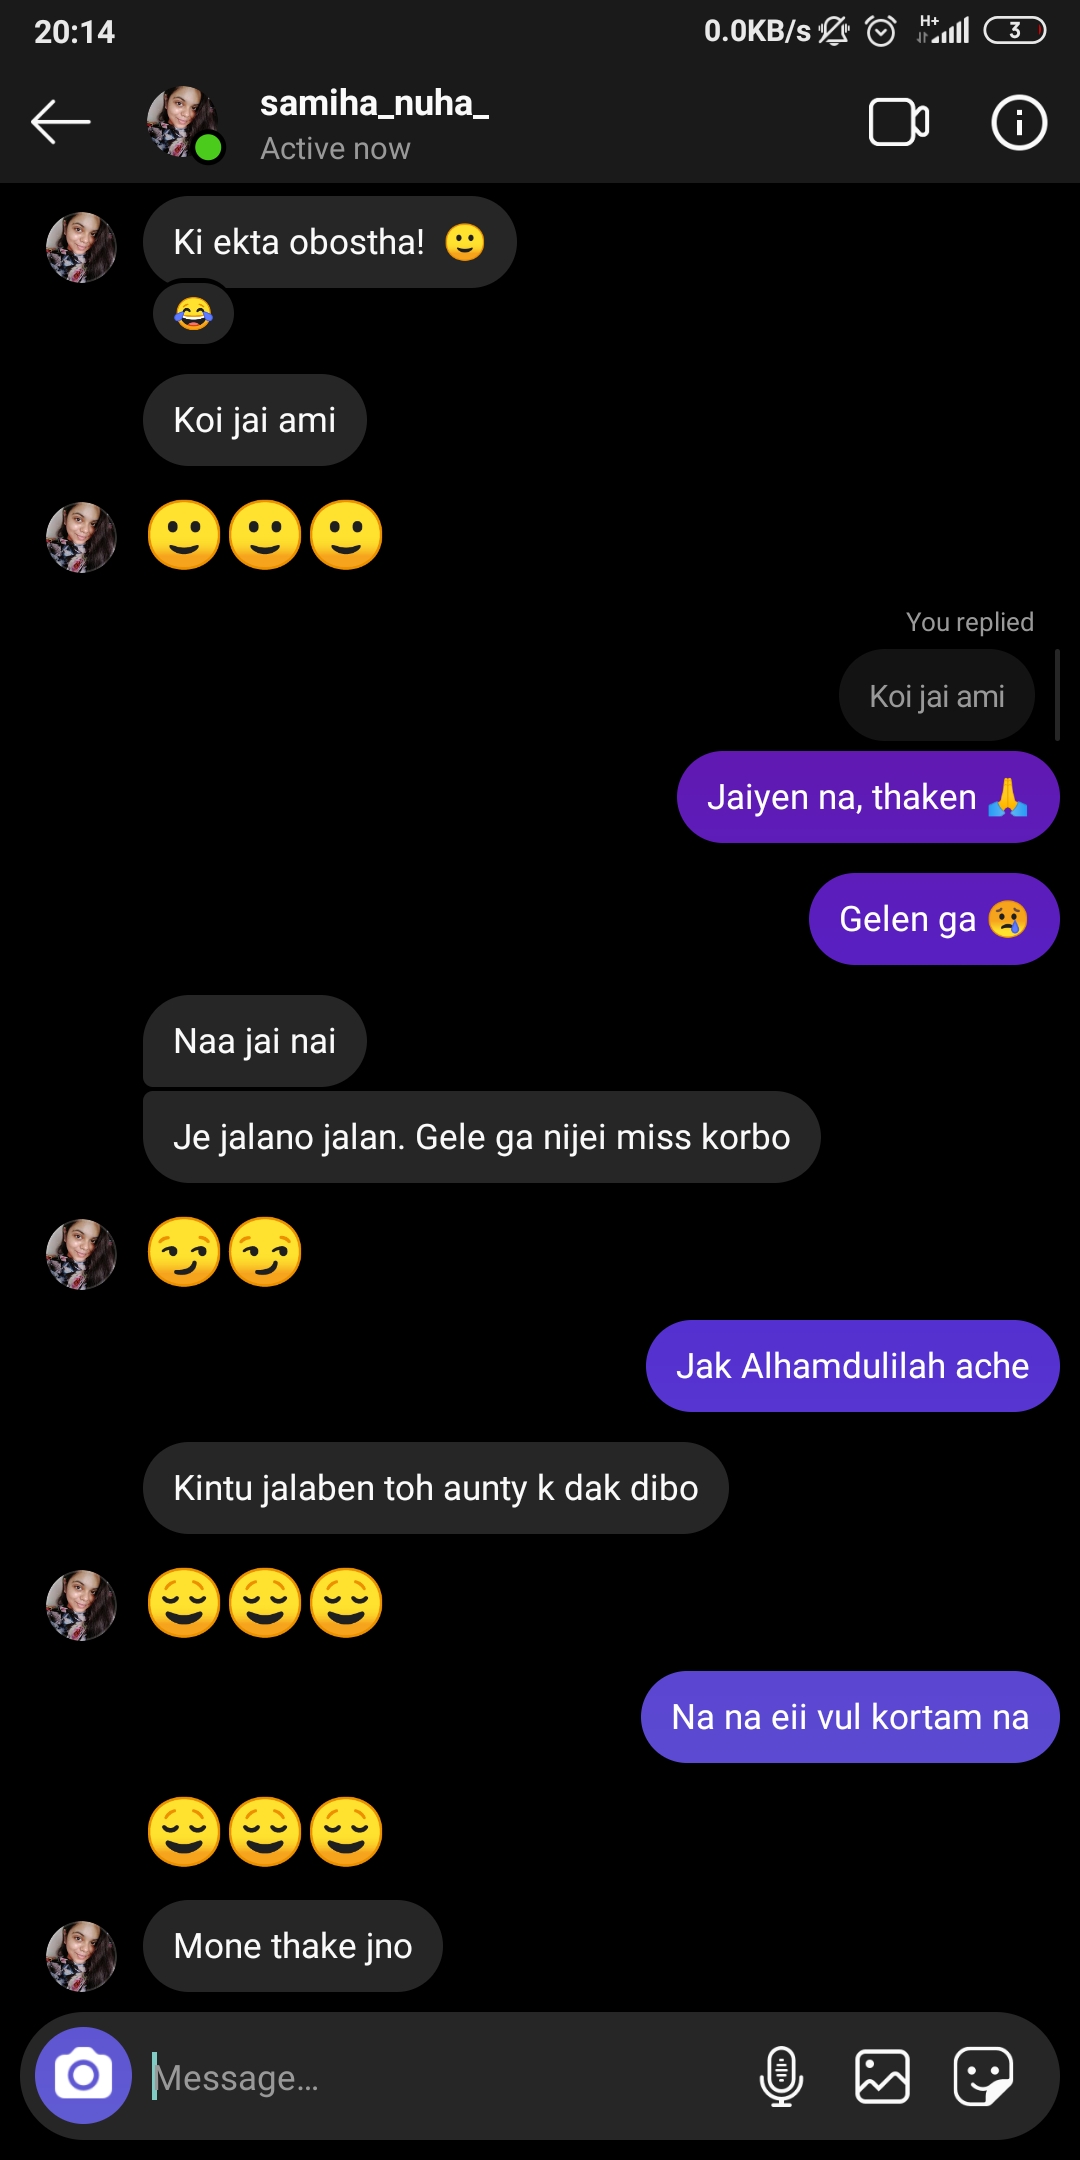 20:14
0.0KB/s H+ 3
samiha_nuha_
Active now
Ki ekta obostha! 🙂
😂
Koi jai ami
🙂🙂🙂
You replied
Koi jai ami
Jaiyen na, thaken 🙏
Gelen ga 😢
Naa jai nai
Je jalano jalan. Gele ga nijei miss korbo
😏😏
Jak Alhamdulilah ache
Kintu jalaben toh aunty k dak dibo
😌😌😌
Na na eii vul kortam na
😌😌😌
Mone thake jno
Message...